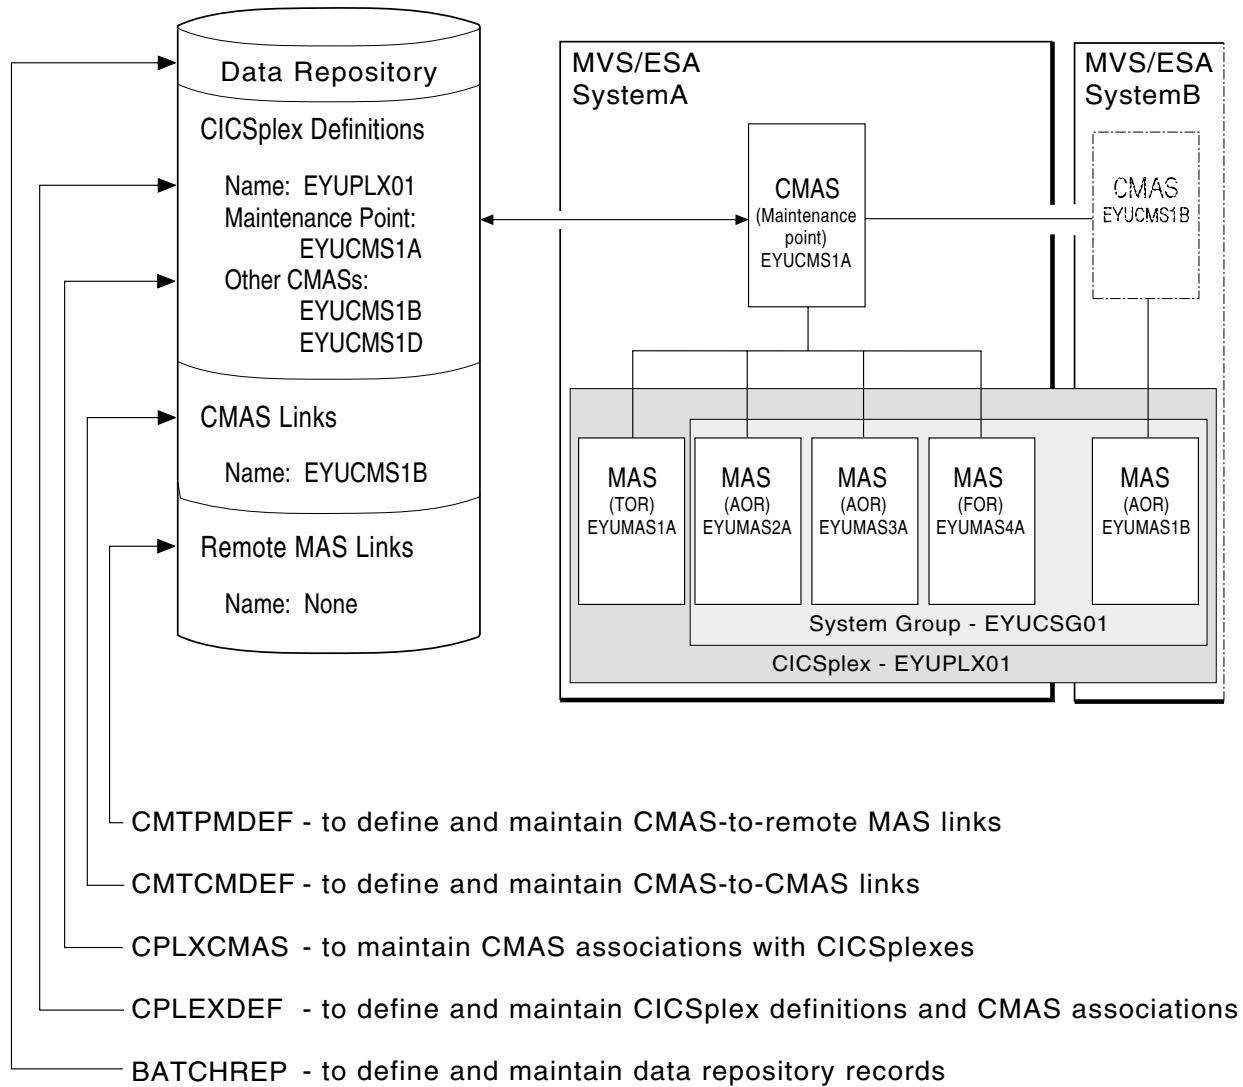 Data Repository
CICSplex Definitions
Name: EYUPLX01
Maintenance Point:
EYUCMS1A
Other CMASs:
EYUCMS1B
EYUCMS1D
CMAS Links
Name: EYUCMS1B
Remote MAS Links
Name: None
MVS/ESA
SystemA
CMAS
(Maintenance
point)
EYUCMS1A
MVS/ESA
SystemB
CMAS
EYUCMS1B
MAS
(TOR)
EYUMAS1A
MAS
(AOR)
EYUMAS2A
MAS
(AOR)
EYUMAS3A
MAS
(FOR)
EYUMAS4A
MAS
(AOR)
EYUMAS1B
System Group - EYUCSG01
CICSplex - EYUPLX01
CMTPMDEF - to define and maintain CMAS-to-remote MAS links
CMTCMDEF - to define and maintain CMAS-to-CMAS links
CPLXCMAS - to maintain CMAS associations with CICSplexes
CPLEXDEF - to define and maintain CICSplex definitions and CMAS associations
BATCHREP - to define and maintain data repository records